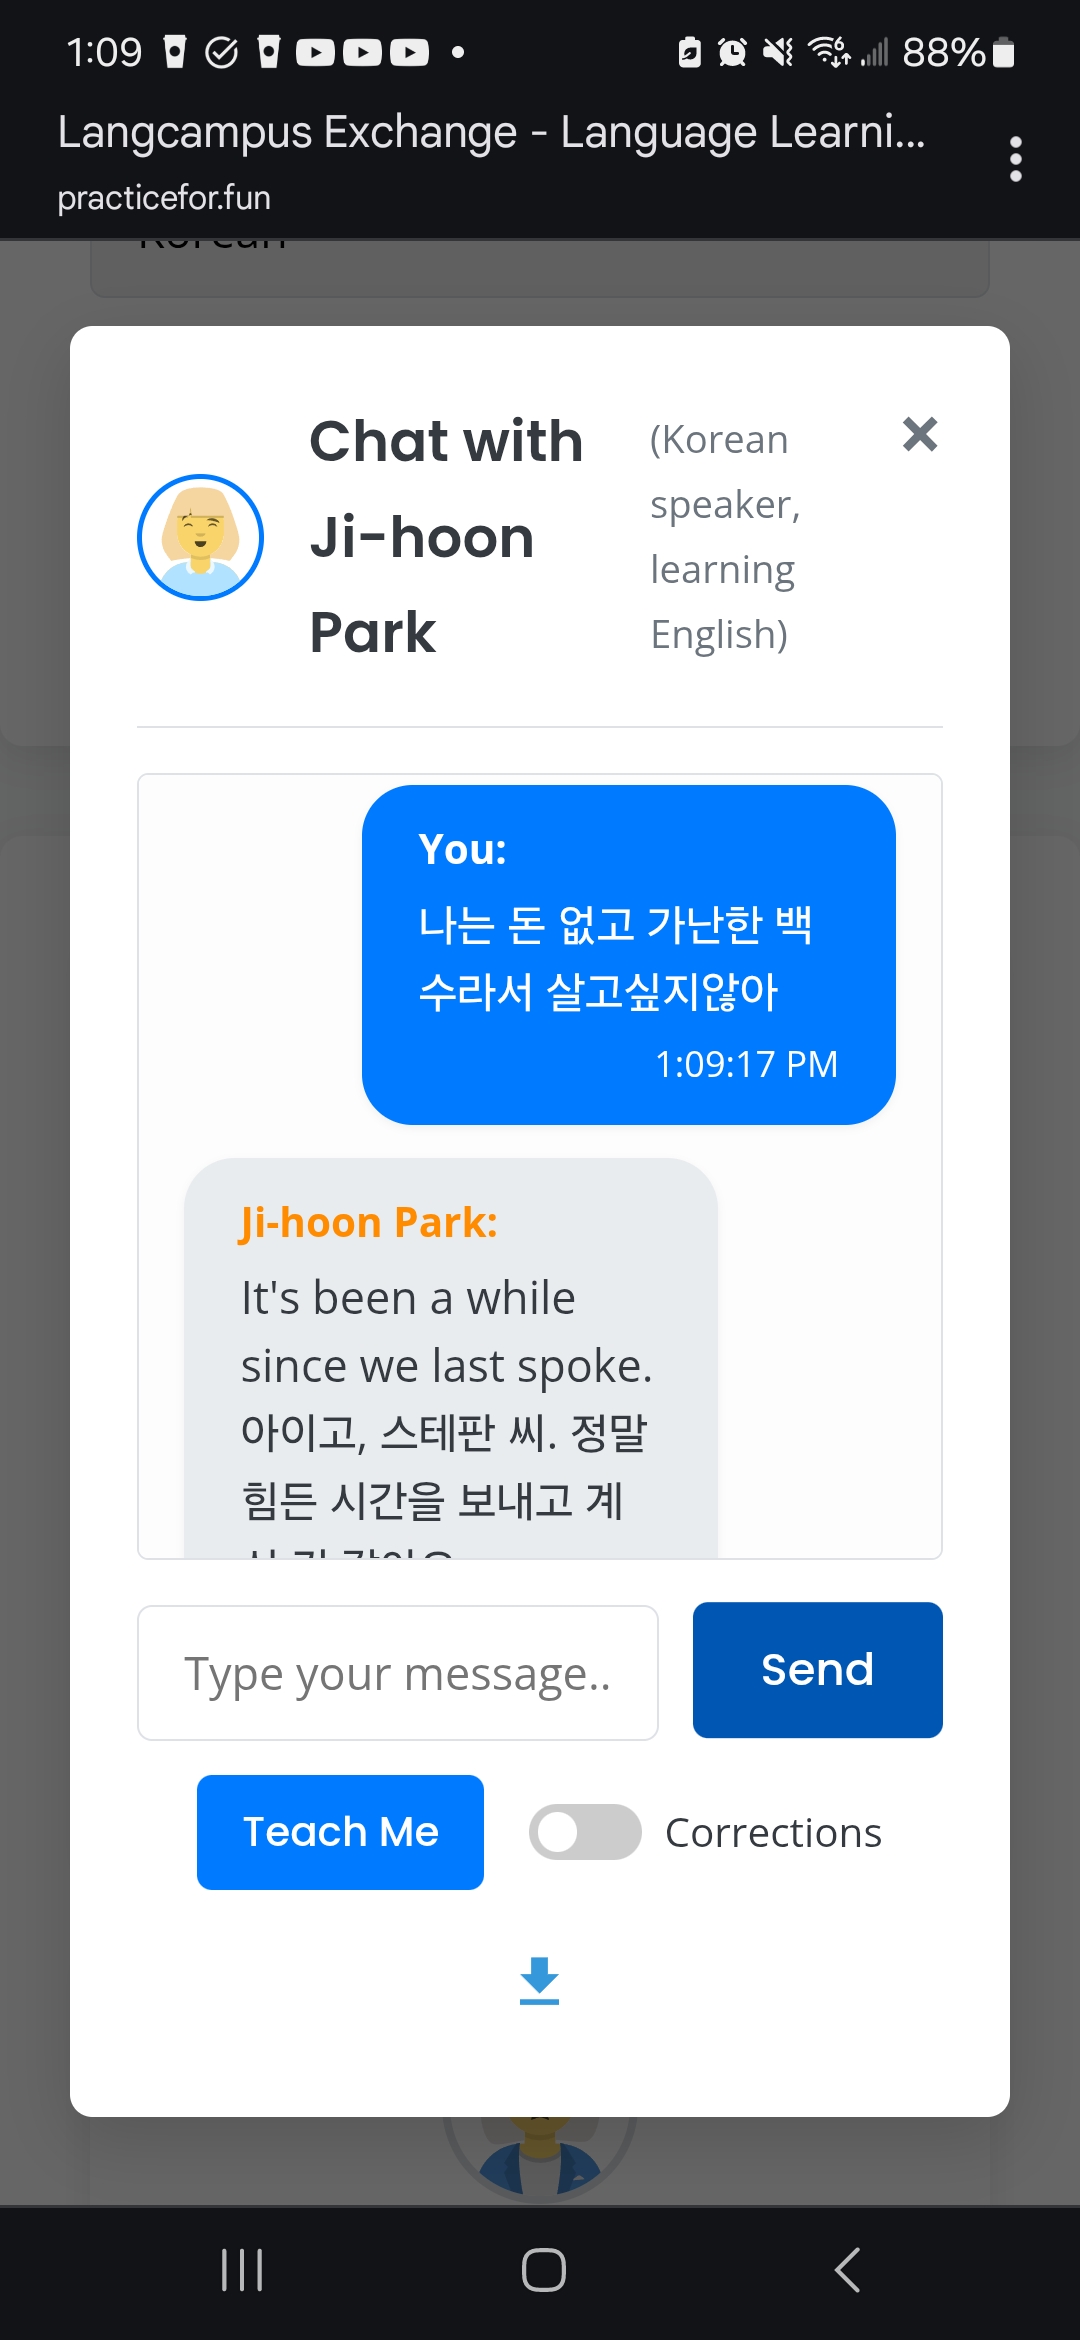 1:09
88%
Langcampus Exchange - Language Learni...
practicefor.fun
Korean
Chat with
Ji-hoon
Park
(Korean
speaker,
learning
English)
You:
나는 돈 없고 가난한 백
수라서 살고싶지않아
1:09:17 PM
Ji-hoon Park:
It's been a while
since we last spoke.
아이고, 스테판 씨. 정말
힘든 시간을 보내고 계
Type your message..
Send
Teach Me
Corrections